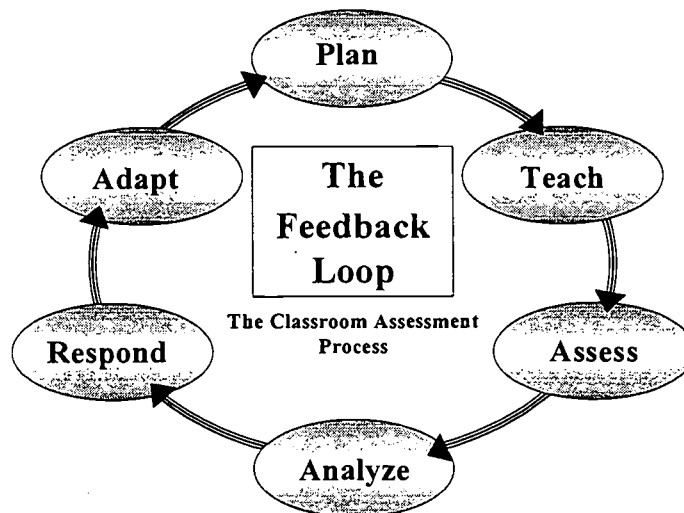 Plan
Teach
Assess
Analyze
Respond
Adapt
The
Feedback
Loop
The Classroom Assessment
Process